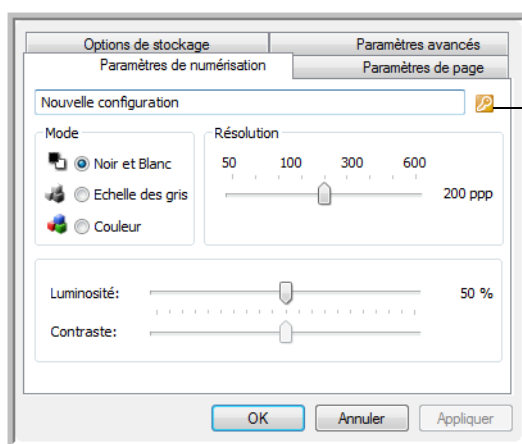 Options de stockage
Paramètres avancés
Paramètres de numérisation
Paramètres de page
Nouvelle configuration
Mode
Noir et Blanc
Echelle des gris
Couleur
Résolution
50 100 300 600
200 ppp
Luminosité:
50 %
Contraste:
OK
Annuler
Appliquer